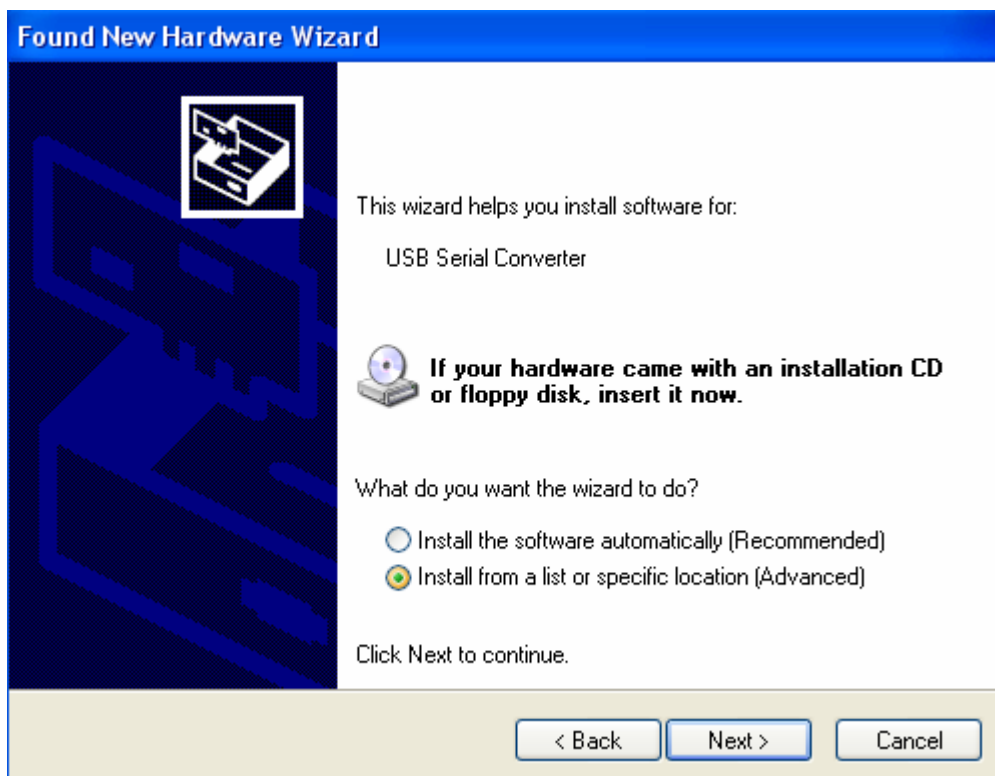 Found New Hardware Wizard
This wizard helps you install software for:
USB Serial Converter
If your hardware came with an installation CD
or floppy disk, insert it now.
What do you want the wizard to do?
Install the software automatically (Recommended)
Install from a list or specific location (Advanced)
Click Next to continue.
< Back
Next >
Cancel